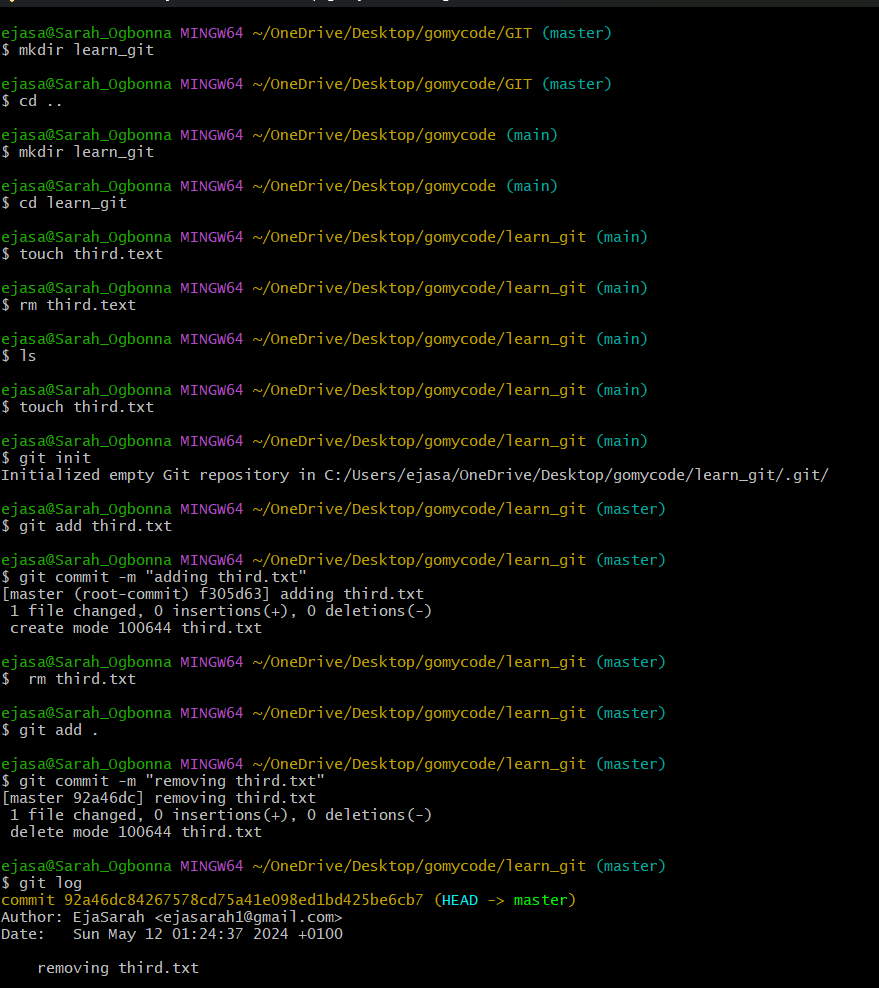 ejasa@Sarah_Ogbonna MINGW64 ~/OneDrive/Desktop/gomycode/GIT (master)
$ mkdir learn_git
ejasa@Sarah_Ogbonna MINGW64 ~/OneDrive/Desktop/gomycode/GIT (master)
$ cd ..
ejasa@Sarah_Ogbonna MINGW64 ~/OneDrive/Desktop/gomycode (main)
$ mkdir learn_git
ejasa@Sarah_Ogbonna MINGW64 ~/OneDrive/Desktop/gomycode (main)
$ cd learn_git
ejasa@Sarah_Ogbonna MINGW64 ~/OneDrive/Desktop/gomycode/learn_git (main)
$ touch third.text
ejasa@Sarah_Ogbonna MINGW64 ~/OneDrive/Desktop/gomycode/learn_git (main)
$ rm third.text
ejasa@Sarah_Ogbonna MINGW64 ~/OneDrive/Desktop/gomycode/learn_git (main)
$ ls
ejasa@Sarah_Ogbonna MINGW64 ~/OneDrive/Desktop/gomycode/learn_git (main)
$ touch third.txt
ejasa@Sarah_Ogbonna MINGW64 ~/OneDrive/Desktop/gomycode/learn_git (main)
$ git init
Initialized empty Git repository in C:/Users/ejasa/OneDrive/Desktop/gomycode/learn_git/.git/
ejasa@Sarah_Ogbonna MINGW64 ~/OneDrive/Desktop/gomycode/learn_git (master)
$ git add third.txt
ejasa@Sarah_Ogbonna MINGW64 ~/OneDrive/Desktop/gomycode/learn_git (master)
$ git commit -m "adding third.txt"
[master (root-commit) f305d63] adding third.txt
 1 file changed, 0 insertions(+), 0 deletions(-)
 create mode 100644 third.txt
ejasa@Sarah_Ogbonna MINGW64 ~/OneDrive/Desktop/gomycode/learn_git (master)
$  rm third.txt
ejasa@Sarah_Ogbonna MINGW64 ~/OneDrive/Desktop/gomycode/learn_git (master)
$ git add .
ejasa@Sarah_Ogbonna MINGW64 ~/OneDrive/Desktop/gomycode/learn_git (master)
$ git commit -m "removing third.txt"
[master 92a46dc] removing third.txt
 1 file changed, 0 insertions(+), 0 deletions(-)
 delete mode 100644 third.txt
ejasa@Sarah_Ogbonna MINGW64 ~/OneDrive/Desktop/gomycode/learn_git (master)
$ git log
commit 92a46dc84267578cd75a41e098ed1bd425be6cb7 (HEAD -> master)
Author: EjaSarah <ejasarah1@gmail.com>
Date:   Sun May 12 01:24:37 2024 +0100
    removing third.txt